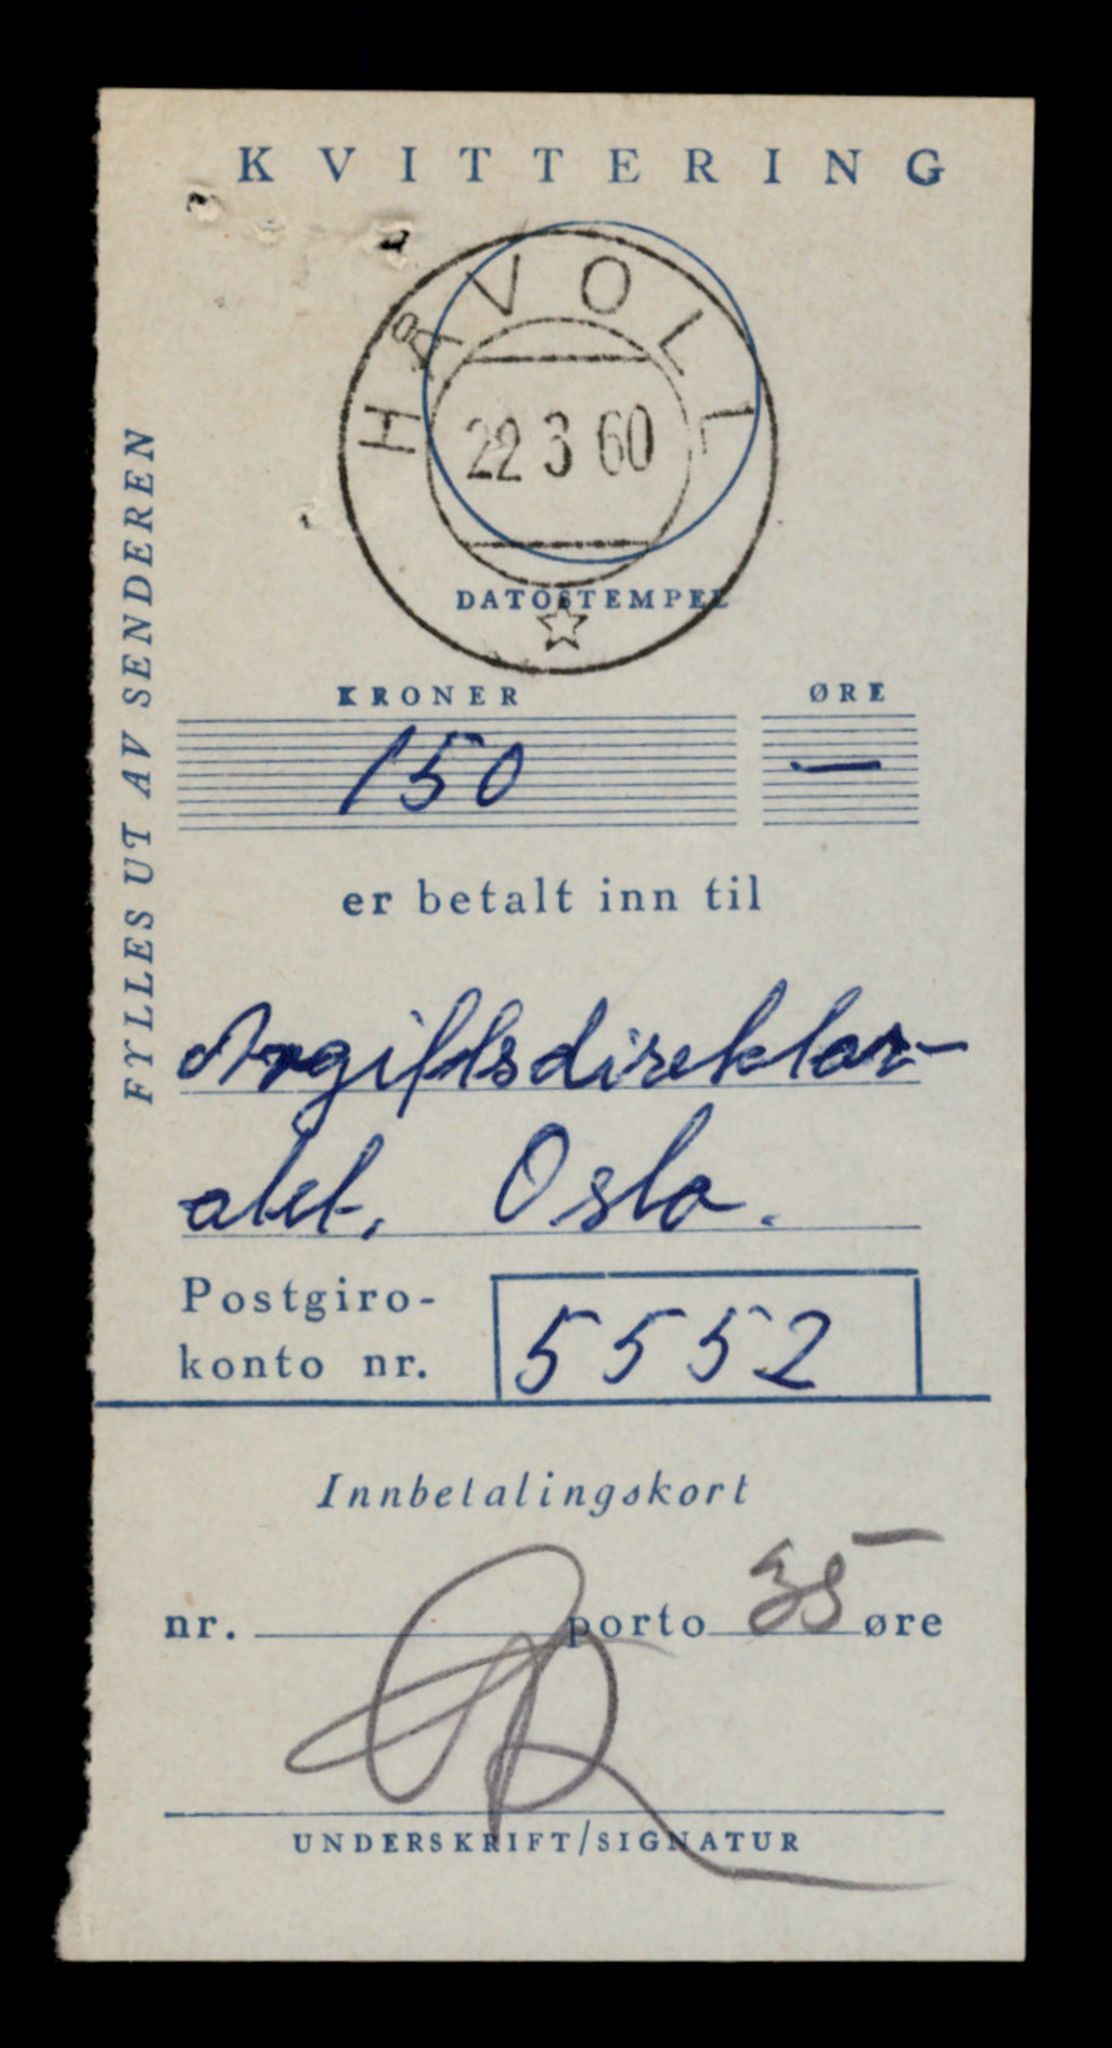 KVITTERING
HÅVOLL
22 3 60
DATOSTEMPEL
FYLLES UT AV SENDEREN
KRONER ØRE
150 —
er betalt inn til
Avgiftsdirektor-
atet, Oslo.
Postgiro-
konto nr. 5552
Innbetalingskort
nr. porto 35 øre
UNDERSKRIFT/SIGNATUR